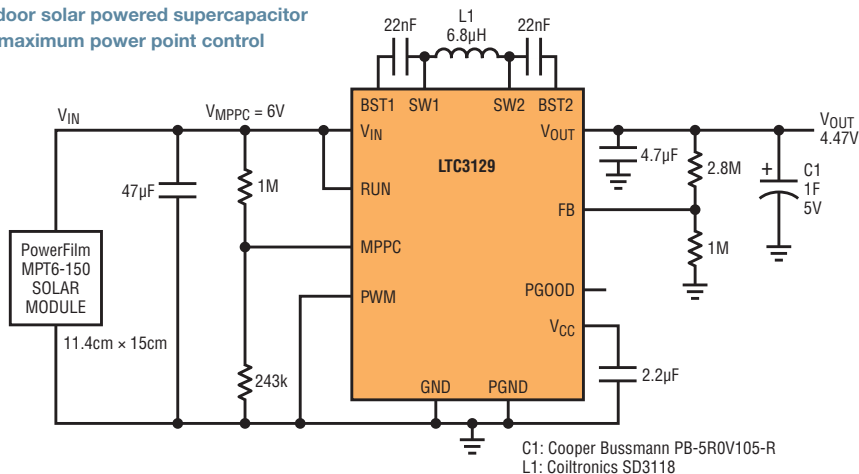 door solar powered supercapacitor
maximum power point control
L1
6.8µH
22nF
22nF
BST1 SW1 SW2 BST2
VIN
VMPPC = 6V
VIN
VOUT
VOUT
4.47V
LTC3129
RUN
47µF
1M
4.7µF
2.8M
+
C1
1F
5V
FB
MPPC
1M
PowerFilm
MPT6-150
SOLAR
MODULE
PWM
PGOOD
VCC
11.4cm × 15cm
243k
2.2µF
GND PGND
C1: Cooper Bussmann PB-5R0V105-R
L1: Coiltronics SD3118